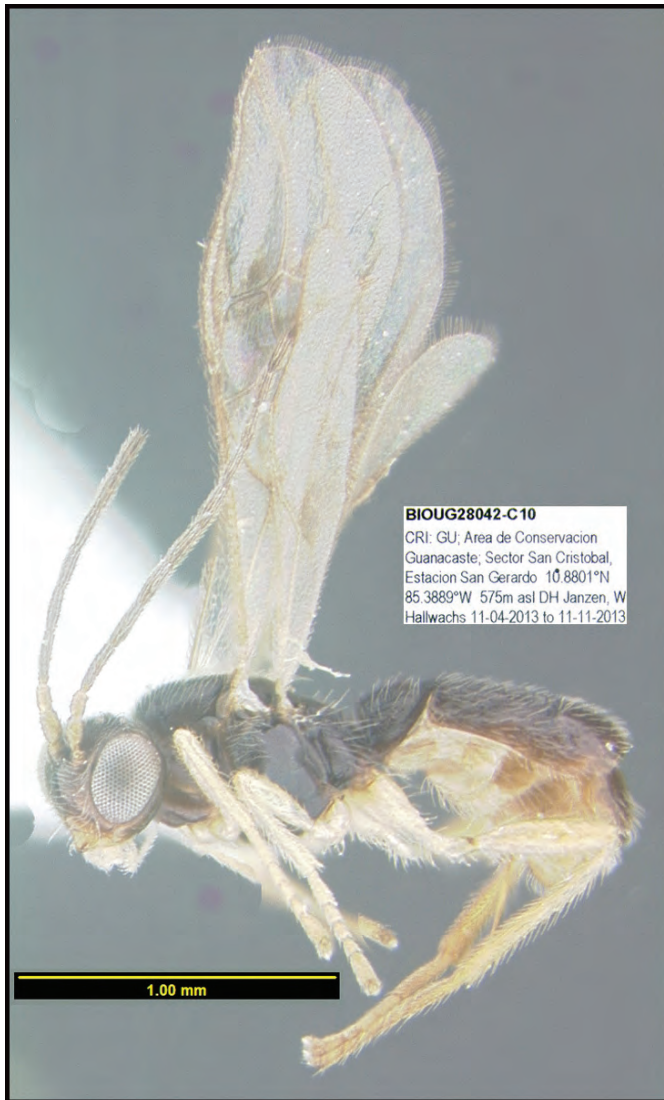 BIOUG28042-C10
CRI: GU; Area de Conservacion
Guanacaste; Sector San Cristobal,
Estacion San Gerardo 10.8801°N
85.3889°W 575m asl DH Janzen, W
Hallwachs 11-04-2013 to 11-11-2013
1.00 mm